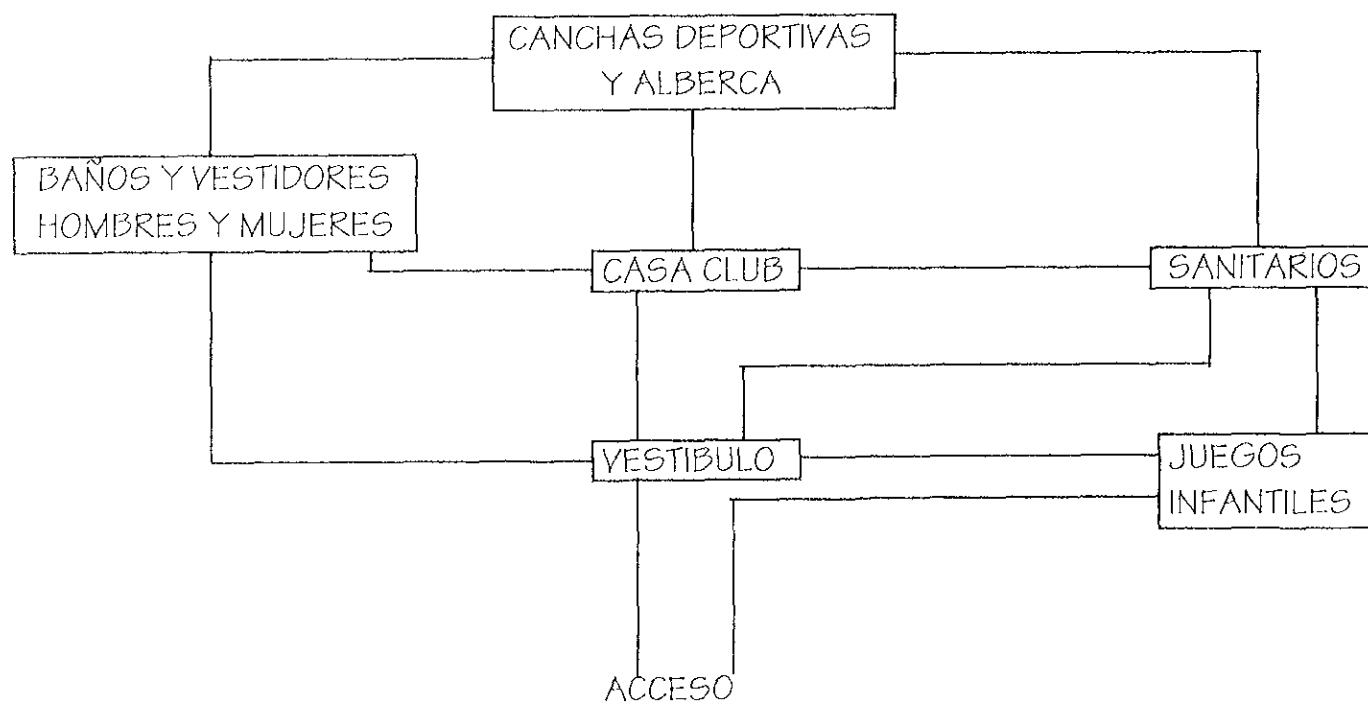 CANCHAS DEPORTIVAS
Y ALBERCA
BAÑOS Y VESTIDORES
HOMBRES Y MUJERES
CASA CLUB
SANITARIOS
VESTIBULO
JUEGOS
INFANTILES
ACCESO